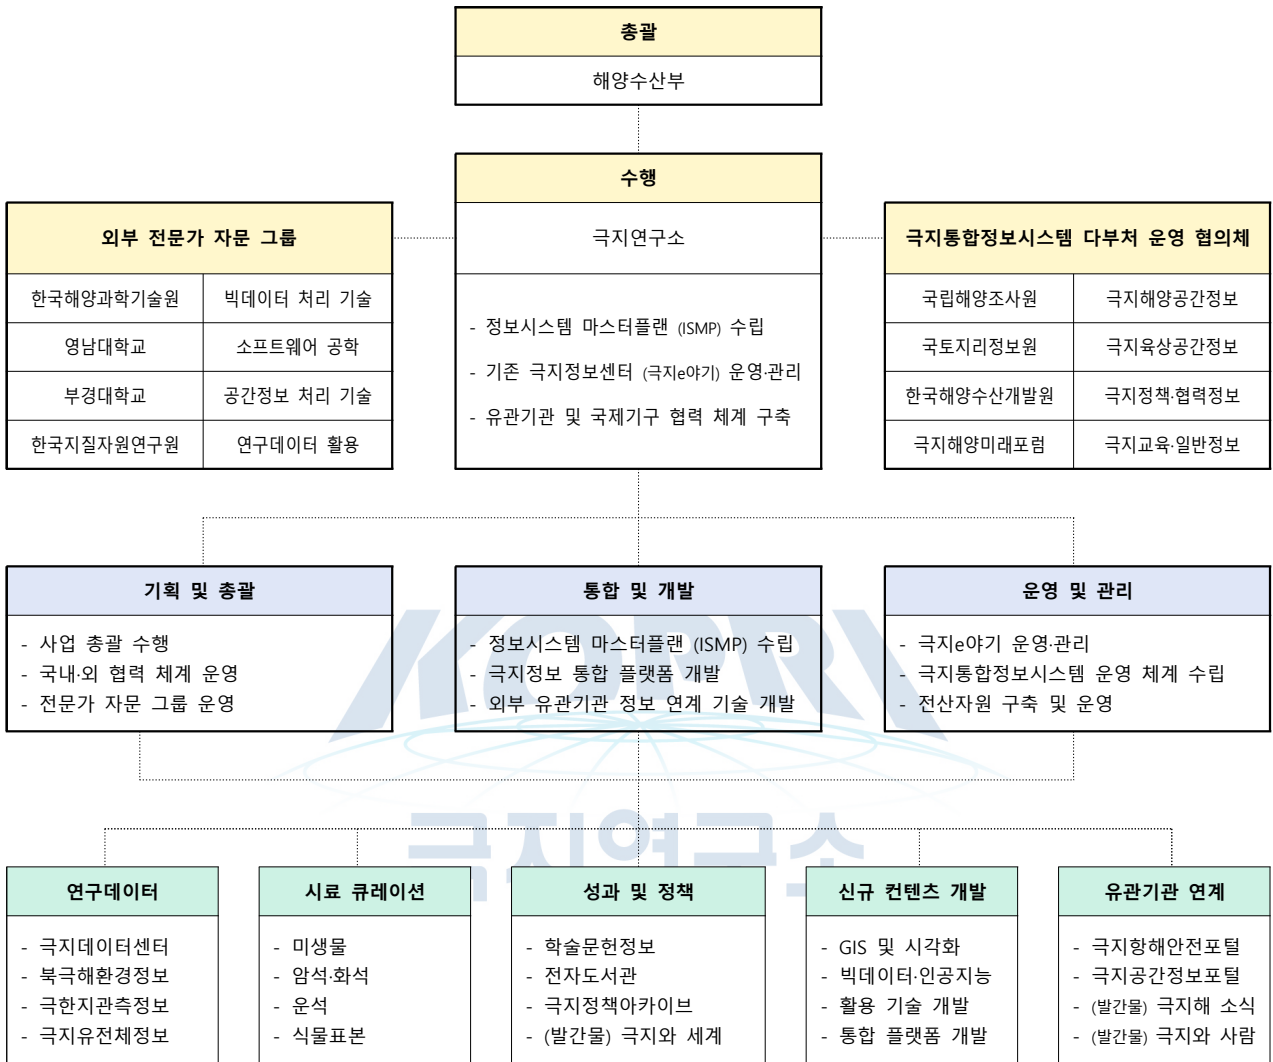 총괄
해양수산부
수행
극지연구소
- 정보시스템 마스터플랜 (ISMP) 수립
- 기존 극지정보센터 (극지e야기) 운영·관리
- 유관기관 및 국제기구 협력 체계 구축
외부 전문가 자문 그룹
한국해양과학기술원 빅데이터 처리 기술
영남대학교 소프트웨어 공학
부경대학교 공간정보 처리 기술
한국지질자원연구원 연구데이터 활용
극지통합정보시스템 다부처 운영 협의체
국립해양조사원 극지해양공간정보
국토지리정보원 극지육상공간정보
한국해양수산개발원 극지정책·협력정보
극지해양미래포럼 극지교육·일반정보
기획 및 총괄
- 사업 총괄 수행
- 국내·외 협력 체계 운영
- 전문가 자문 그룹 운영
통합 및 개발
- 정보시스템 마스터플랜 (ISMP) 수립
- 극지정보 통합 플랫폼 개발
- 외부 유관기관 정보 연계 기술 개발
운영 및 관리
- 극지e야기 운영·관리
- 극지통합정보시스템 운영 체계 수립
- 전산자원 구축 및 운영
KOPRI
극지연구소
연구데이터
- 극지데이터센터
- 북극해환경정보
- 극한지관측정보
- 극지유전체정보
시료 큐레이션
- 미생물
- 암석·화석
- 운석
- 식물표본
성과 및 정책
- 학술문헌정보
- 전자도서관
- 극지정책아카이브
- (발간물) 극지와 세계
신규 컨텐츠 개발
- GIS 및 시각화
- 빅데이터·인공지능
- 활용 기술 개발
- 통합 플랫폼 개발
유관기관 연계
- 극지항해안전포털
- 극지공간정보포털
- (발간물) 극지해 소식
- (발간물) 극지와 사람